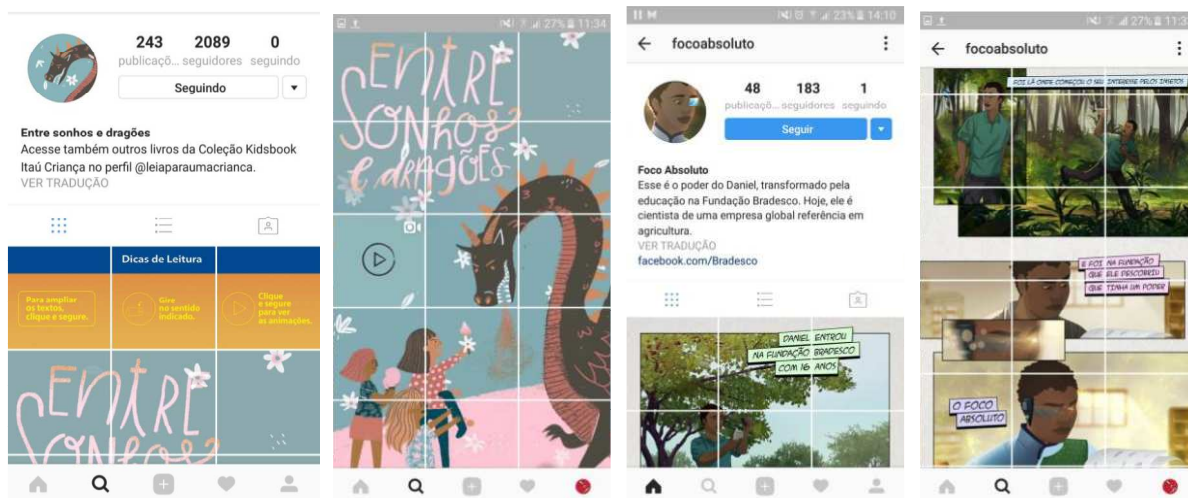 243 2089 0
publicaçõ... seguidores seguindo
Seguindo
Entre sonhos e dragões
Acesse também outros livros da Coleção Kidsbook
Itaú Criança no perfil @leiaparaumacrianca.
VER TRADUÇÃO
Dicas de Leitura
Para ampliar
os textos,
clique e segure.
Gire
no sentido
indicado.
Clique
e segure
para ver
as animações.
ENTRE
SONhOS
27% 11:34
ENTRE
SONhOS
e dRAGÕES
23% 14:10
focoabsoluto
48 183 1
publicaçõ... seguidores seguindo
Seguir
Foco Absoluto
Esse é o poder do Daniel, transformado pela
educação na Fundação Bradesco. Hoje, ele é
cientista de uma empresa global referência em
agricultura.
VER TRADUÇÃO
facebook.com/Bradesco
DANIEL ENTROU
NA FUNDAÇÃO BRADESCO
COM 16 ANOS
27%
focoabsoluto
FOI LÁ ONDE COMEÇOU O SEU INTERESSE PELOS INSETOS
E FOI NA FUNDAÇÃO
QUE ELE DESCOBRIU
QUE TINHA UM PODER
O FOCO
ABSOLUTO